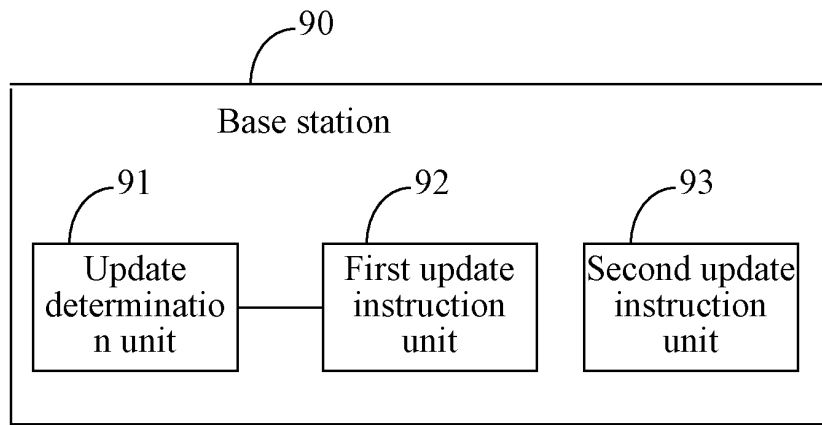 90
Base station
91
92
93
Update
determinatio
n unit
First update
instruction
unit
Second update
instruction
unit